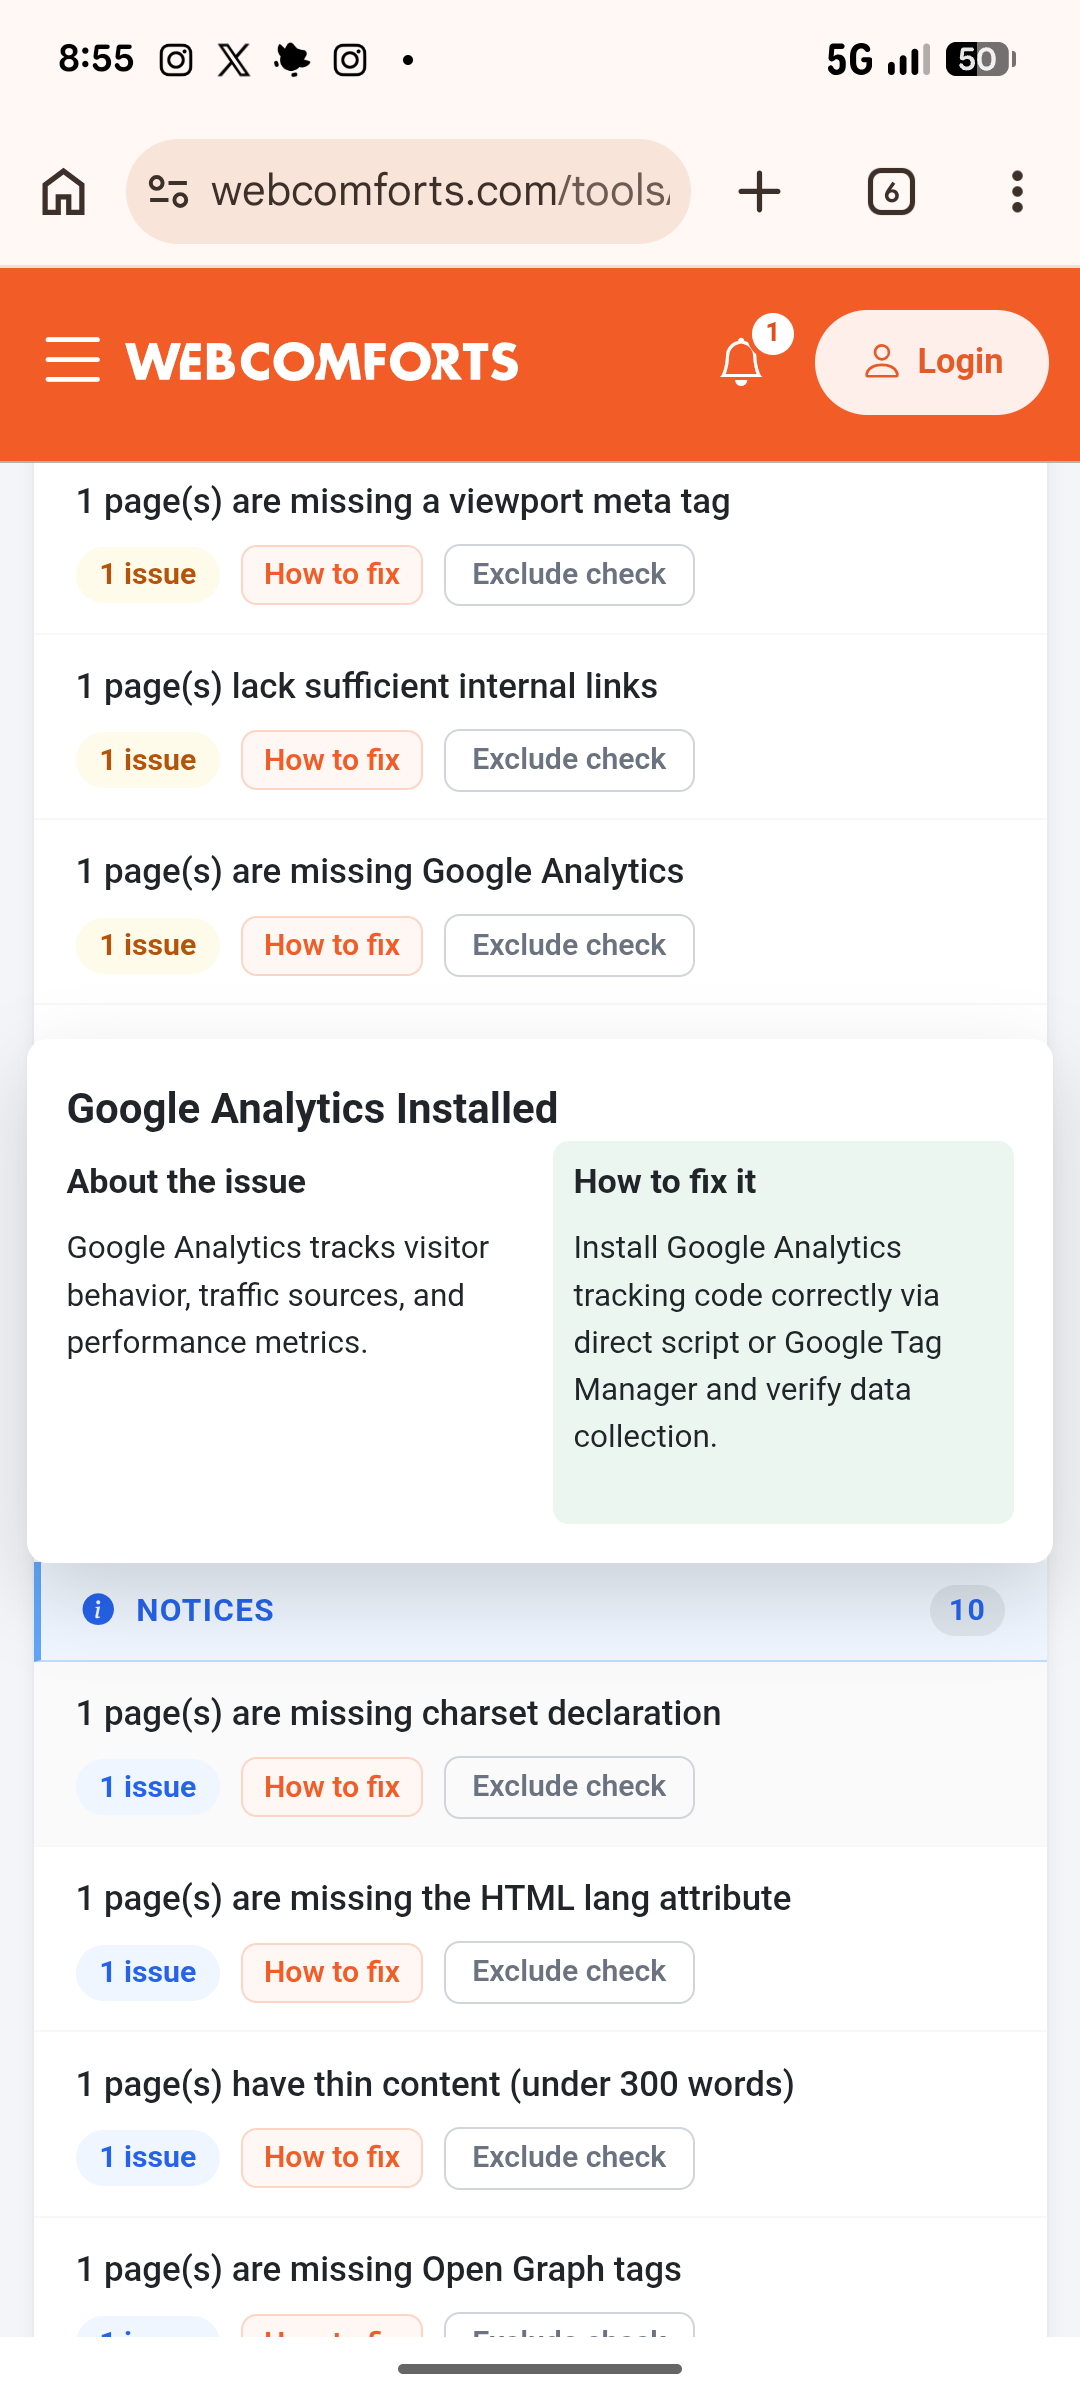 8:55
5G
50
webcomforts.com/tools/
6
WEBCOMFORTS
1
Login
1 page(s) are missing a viewport meta tag
1 issue How to fix Exclude check
1 page(s) lack sufficient internal links
1 issue How to fix Exclude check
1 page(s) are missing Google Analytics
1 issue How to fix Exclude check
Google Analytics Installed
About the issue
Google Analytics tracks visitor
behavior, traffic sources, and
performance metrics.
How to fix it
Install Google Analytics
tracking code correctly via
direct script or Google Tag
Manager and verify data
collection.
NOTICES 10
1 page(s) are missing charset declaration
1 issue How to fix Exclude check
1 page(s) are missing the HTML lang attribute
1 issue How to fix Exclude check
1 page(s) have thin content (under 300 words)
1 issue How to fix Exclude check
1 page(s) are missing Open Graph tags